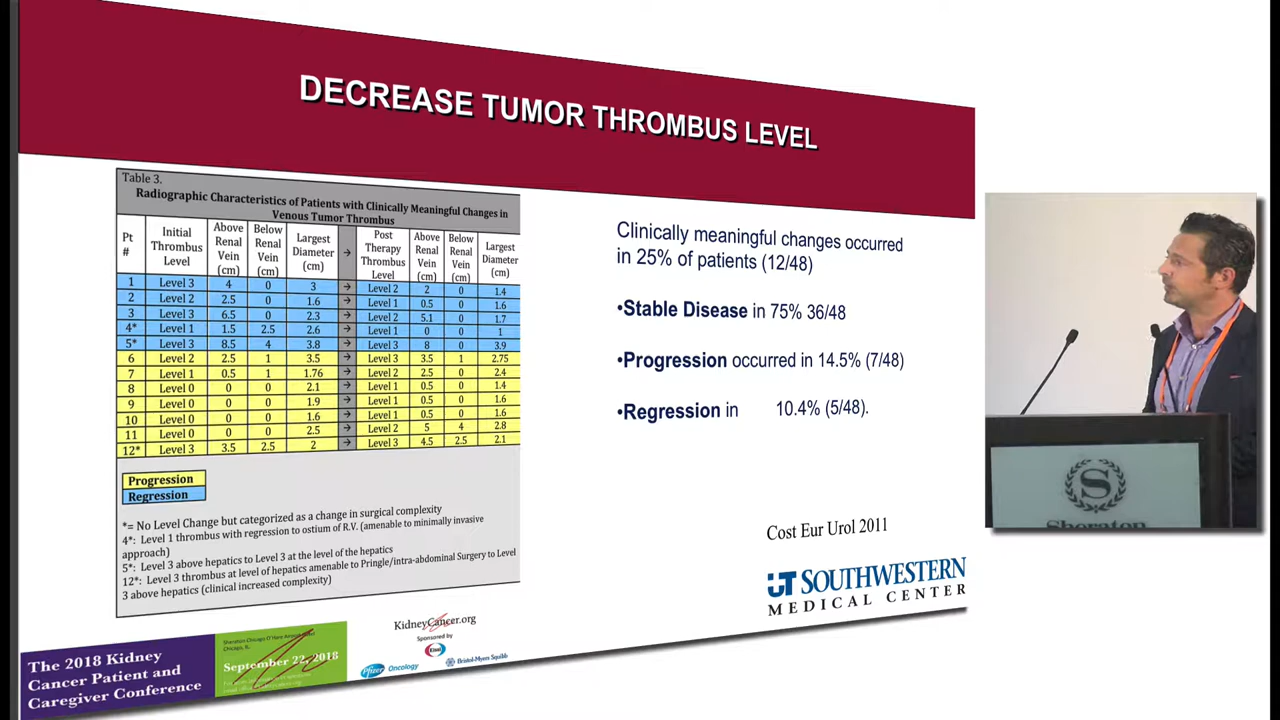 DECREASE TUMOR THROMBUS LEVEL
Table 3.
Radiographic Characteristics of Patients with Clinically Meaningful Changes in
Venous Tumor Thrombus
Pt # Initial Thrombus Level Above Renal Vein (cm) Below Renal Vein (cm) Largest Diameter (cm) → Post Therapy Thrombus Level Above Renal Vein (cm) Below Renal Vein (cm) Largest Diameter (cm)
1 Level 3 4 0 3 → Level 2 2 0 1.4
2 Level 2 2.5 0 1.6 → Level 1 0.5 0 1.6
3 Level 3 6.5 0 2.3 → Level 2 5.1 0 1.7
4* Level 1 1.5 2.5 2.6 → Level 1 0 0 1
5* Level 3 8.5 4 3.8 → Level 3 8 0 3.9
6 Level 2 2.5 1 3.5 → Level 3 3.5 1 2.75
7 Level 1 0.5 1 1.76 → Level 2 2.5 0 2.4
8 Level 0 0 0 2.1 → Level 1 0.5 0 1.4
9 Level 0 0 0 1.9 → Level 1 0.5 0 1.6
10 Level 0 0 0 1.6 → Level 1 0.5 0 1.6
11 Level 0 0 0 2.5 → Level 2 5 4 2.8
12* Level 3 3.5 2.5 2 → Level 3 4.5 2.5 2.1
Progression
Regression
*= No Level Change but categorized as a change in surgical complexity
4*: Level 1 thrombus with regression to ostium of R.V. (amenable to minimally invasive
approach)
5*: Level 3 above hepatics to Level 3 at the level of the hepatics
12*: Level 3 thrombus at level of hepatics amenable to Pringle/intra-abdominal Surgery to Level
3 above hepatics (clinical increased complexity)
Clinically meaningful changes occurred
in 25% of patients (12/48)
•Stable Disease in 75% 36/48
•Progression occurred in 14.5% (7/48)
•Regression in 10.4% (5/48).
Cost Eur Urol 2011
UT SOUTHWESTERN
MEDICAL CENTER
S
Sheraton
The 2018 Kidney
Cancer Patient and
Caregiver Conference
Chicago, IL
September 22, 2018
KidneyCancer.org
Sponsored by
Eisai
Pfizer Oncology
Bristol-Myers Squibb